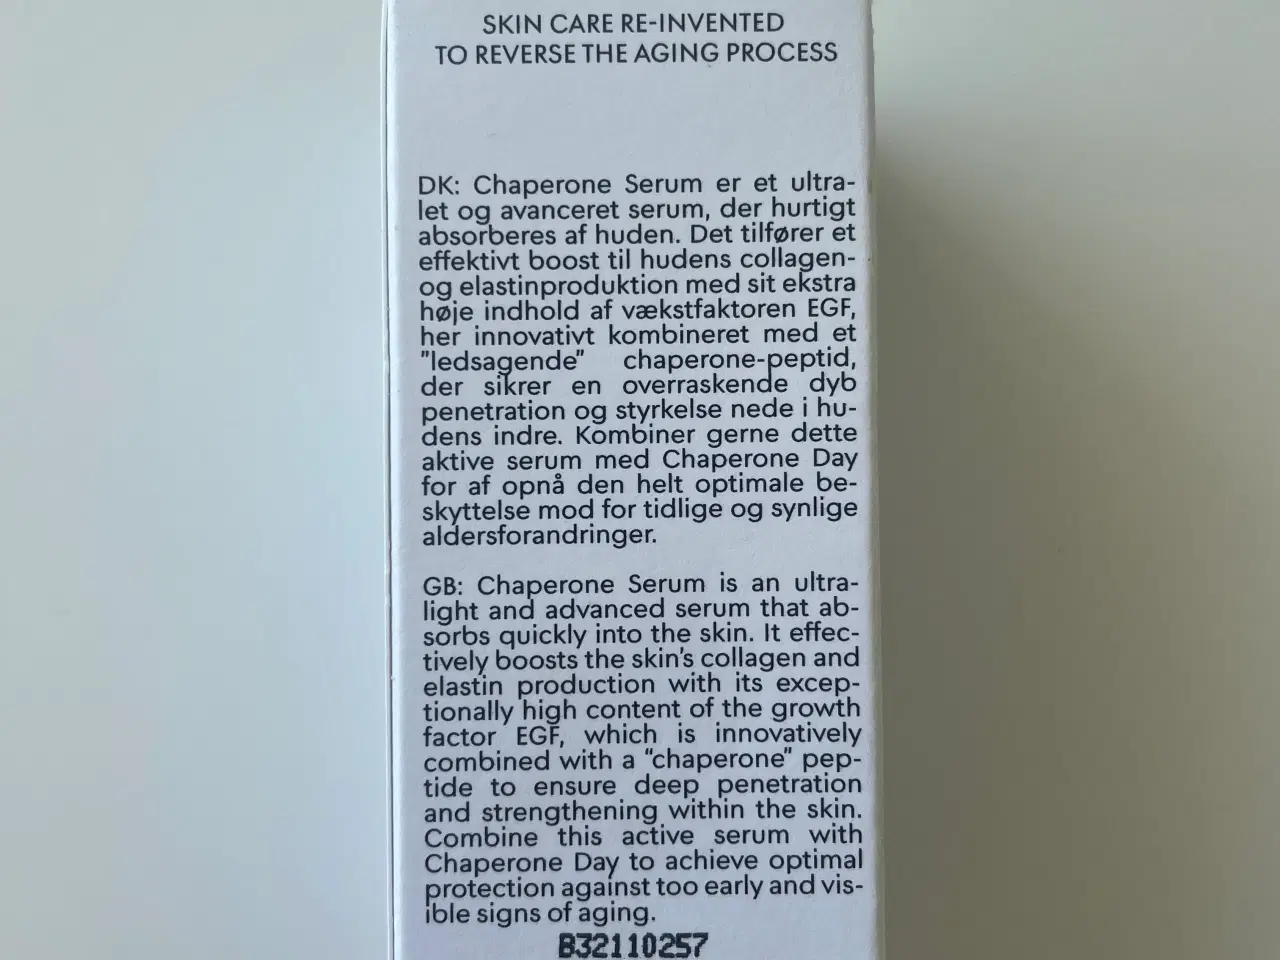 SKIN CARE RE-INVENTED
TO REVERSE THE AGING PROCESS
DK: Chaperone Serum er et ultra-
let og avanceret serum, der hurtigt
absorberes af huden. Det tilfører et
effektivt boost til hudens collagen-
og elastinproduktion med sit ekstra
høje indhold af vækstfaktoren EGF,
her innovativt kombineret med et
"ledsagende" chaperone-peptid,
der sikrer en overraskende dyb
penetration og styrkelse nede i hu-
dens indre. Kombiner gerne dette
aktive serum med Chaperone Day
for af opnå den helt optimale be-
skyttelse mod for tidlige og synlige
aldersforandringer.
GB: Chaperone Serum is an ultra-
light and advanced serum that ab-
sorbs quickly into the skin. It effec-
tively boosts the skin's collagen and
elastin production with its excep-
tionally high content of the growth
factor EGF, which is innovatively
combined with a "chaperone" pep-
tide to ensure deep penetration
and strengthening within the skin.
Combine this active serum with
Chaperone Day to achieve optimal
protection against too early and vis-
ible signs of aging.
B32110257